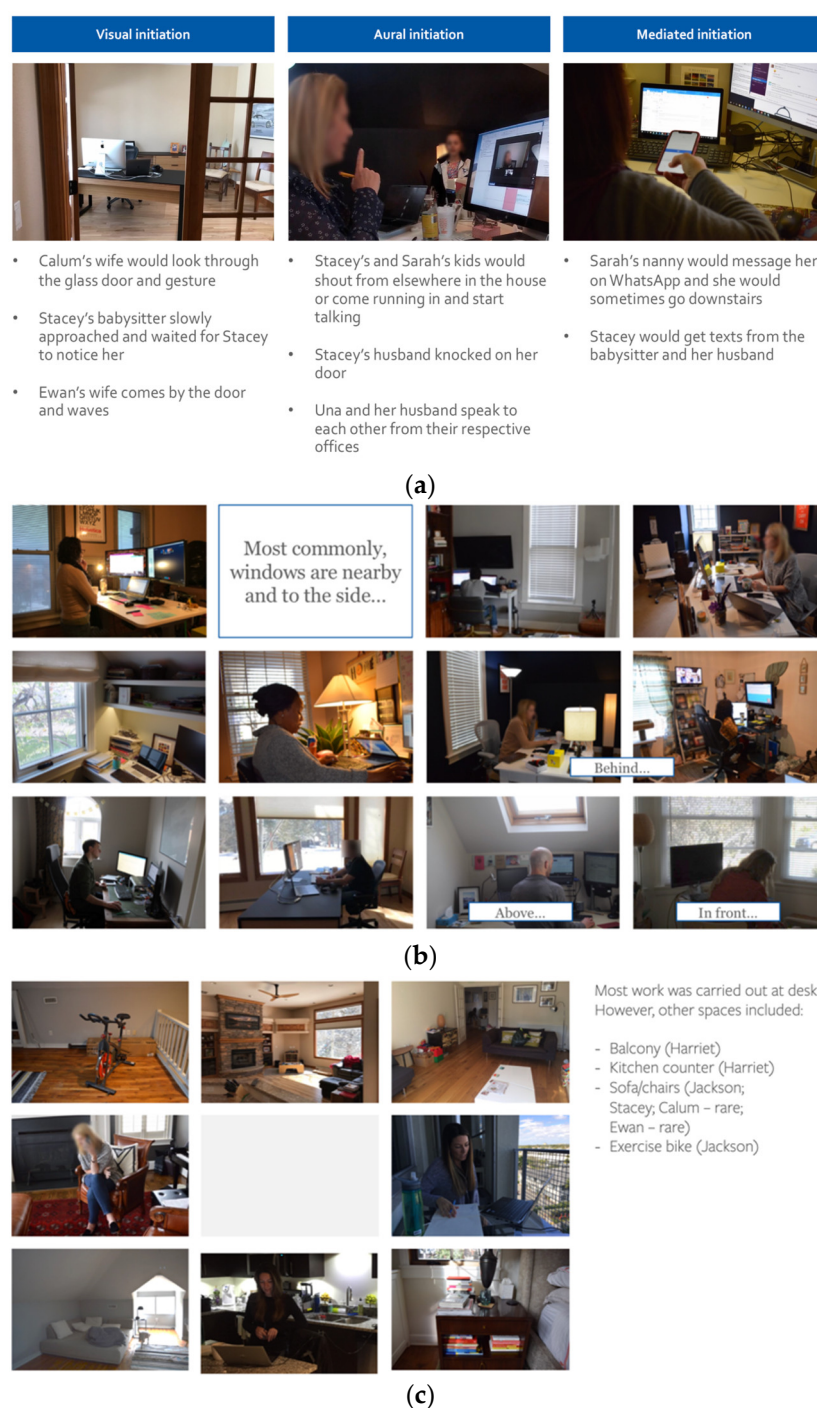 Visual initiation
Aural initiation
Mediated initiation
• Calum's wife would look through
the glass door and gesture
• Stacey's babysitter slowly
approached and waited for Stacey
to notice her
• Ewan's wife comes by the door
and waves
• Stacey's and Sarah's kids would
shout from elsewhere in the house
or come running in and start
talking
• Stacey's husband knocked on her
door
• Una and her husband speak to
each other from their respective
offices
• Sarah's nanny would message her
on WhatsApp and she would
sometimes go downstairs
• Stacey would get texts from the
babysitter and her husband
(a)
Most commonly,
windows are nearby
and to the side...
HOME
Behind...
Above...
In front...
(b)
Most work was carried out at desk
However, other spaces included:
- Balcony (Harriet)
- Kitchen counter (Harriet)
- Sofa/chairs (Jackson;
Stacey; Calum – rare;
Ewan – rare)
- Exercise bike (Jackson)
(c)